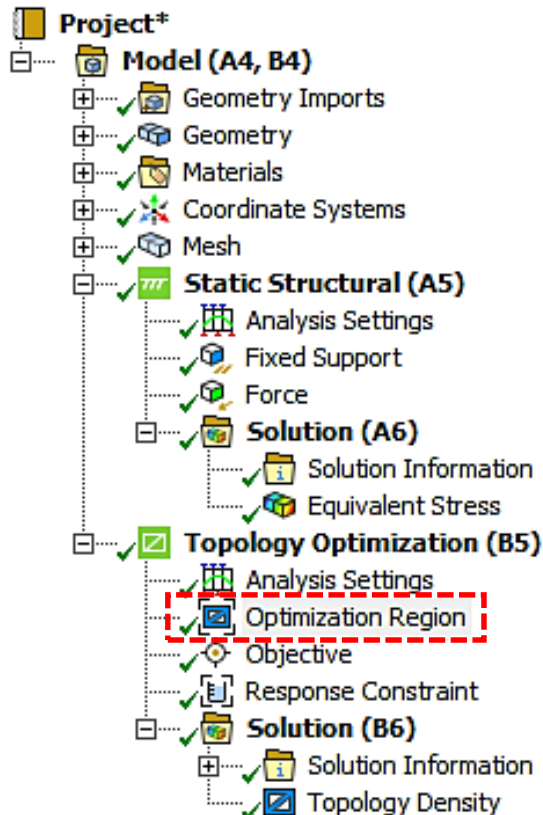 Project*
Model (A4, B4)
Geometry Imports
Geometry
Materials
Coordinate Systems
Mesh
Static Structural (A5)
Analysis Settings
Fixed Support
Force
Solution (A6)
Solution Information
Equivalent Stress
Topology Optimization (B5)
Analysis Settings
Optimization Region
Objective
Response Constraint
Solution (B6)
Solution Information
Topology Density